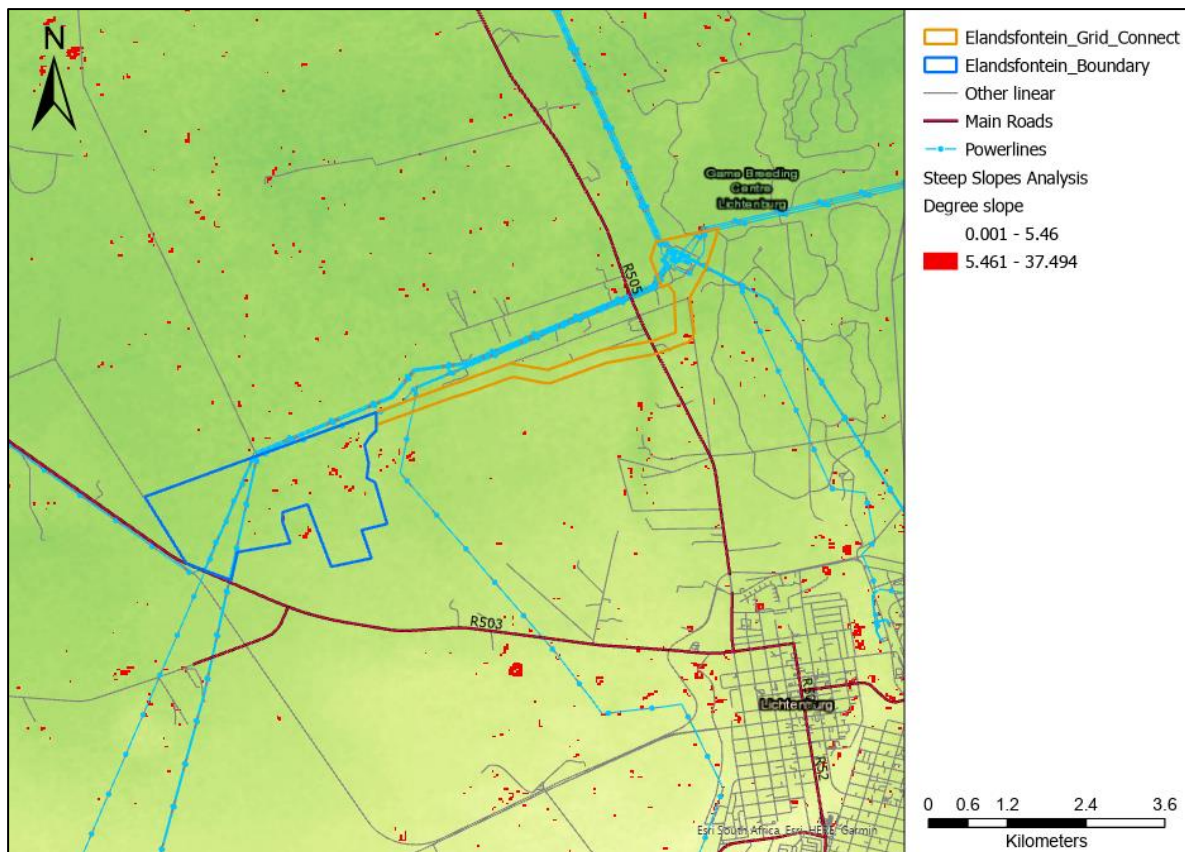 N
Game Breeding
Centre
Lichtenburg
R505
R503
Lichtenburg
R52
Esri South Africa, Esri, HERE, Garmin
Elandsfontein_Grid_Connect
Elandsfontein_Boundary
Other linear
Main Roads
Powerlines
Steep Slopes Analysis
Degree slope
0.001 - 5.46
5.461 - 37.494
0 0.6 1.2 2.4 3.6
Kilometers